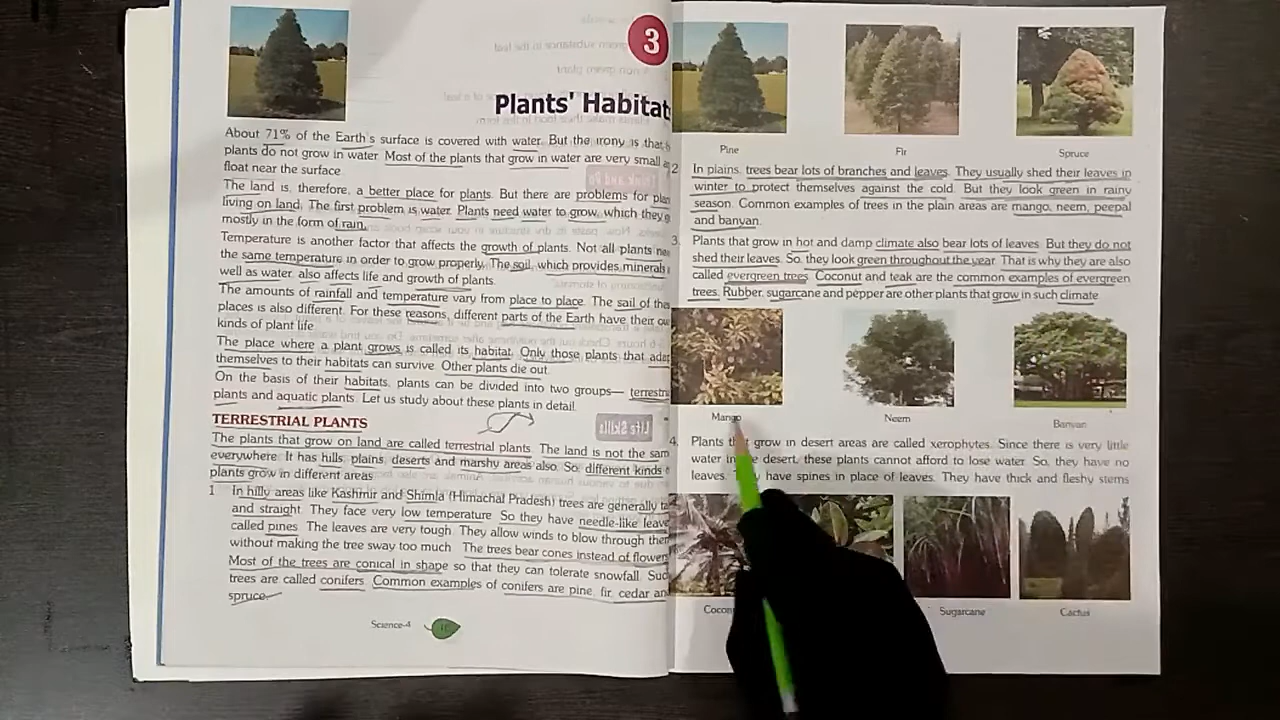 3
Plants' Habitat
About 71% of the Earth's surface is covered with water. But the irony is that
plants do not grow in water. Most of the plants that grow in water are very small
float near the surface
The land is, therefore, a better place for plants. But there are problems for
living on land. The first problem is water. Plants need water to grow, which they
mostly in the form of rain.
Temperature is another factor that affects the growth of plants. Not all plants
the same temperature in order to grow properly. The soil, which provides minerals
well as water, also affects life and growth of plants.
The amounts of rainfall and temperature vary from place to place. The sail of
places is also different. For these reasons, different parts of the Earth have their
kinds of plant life
The place where a plant grows is called its habitat. Only those plants that
themselves to their habitats can survive. Other plants die out.
On the basis of their habitats, plants can be divided into two groups—
plants and aquatic plants. Let us study about these plants in detail
TERRESTRIAL PLANTS
The plants that grow on land are called terrestrial plants. The land is not the
everywhere. It has hills, plains, deserts and marshy areas also. So, different kinds
plants grow in different areas
1 In hilly areas like Kashmir and Shimla (Himachal Pradesh) trees are generally
and straight. They face very low temperature. So they have needle-like
called pines. The leaves are very tough. They allow winds to blow through
without making the tree sway too much. The trees bear cones instead of
Most of the trees are conical in shape so that they can tolerate snowfall.
trees are called conifers. Common examples of conifers are pine, fir, cedar
spruce.
Science-4
Pine Fir Spruce
2 In plains, trees bear lots of branches and leaves. They usually shed their leaves in
winter to protect themselves against the cold. But they look green in rainy
season. Common examples of trees in the plain areas are mango, neem, peepal
and banyan.
3. Plants that grow in hot and damp climate also bear lots of leaves. But they do not
shed their leaves. So, they look green throughout the year. That is why they are also
called evergreen trees. Coconut and teak are the common examples of evergreen
trees. Rubber, sugarcane and pepper are other plants that grow in such climate
Mango Neem Banyan
4. Plants grow in desert areas are called xerophytes. Since there is very little
water desert, these plants cannot afford to lose water. So, they have no
leaves. have spines in place of leaves. They have thick and fleshy stems
Sugarcane Cactus